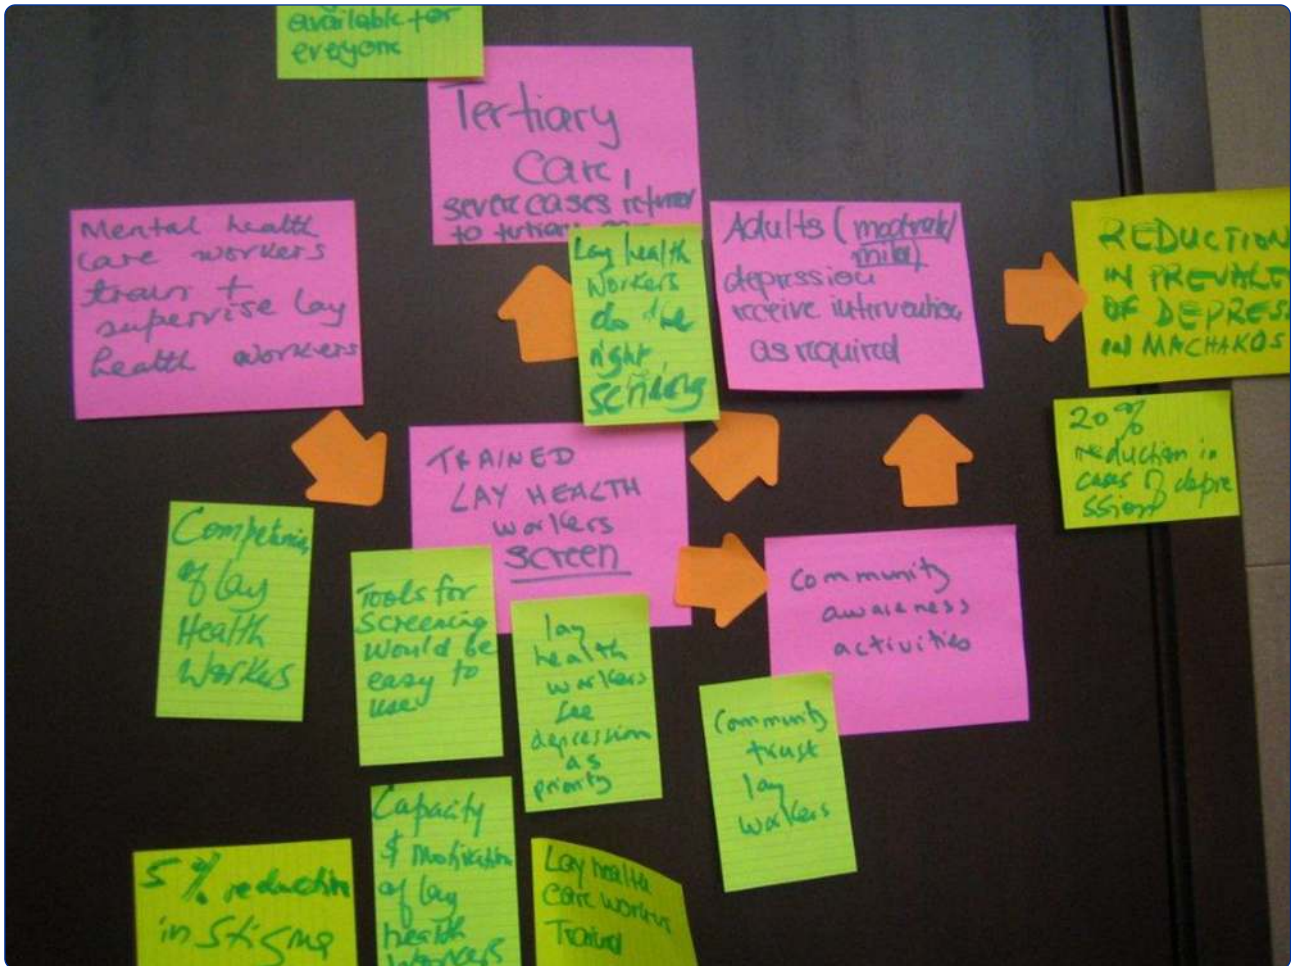 available for
everyone
Tertiary
Care,
severe cases referred
to
Mental health
care workers
train +
supervise lay
health workers
Lay health
workers
do the
right
Adults (moderate/
mild)
depression
receive intervention
as required
REDUCTION
IN PREVALE
OF DEPRES
IN MACHAKOS
20%
reduction in
cases of depre
ssion
TRAINED
LAY HEALTH
workers
screen
Community
awareness
activities
of lay
Health
Workers
Tools for
screening
would be
easy to
use
lay
health
workers
see
depression
as
priority
Community
trust
lay
workers
Capacity
& Motivation
of lay
health
workers
5% reduction
in stigma
Lay health
care workers
Trained